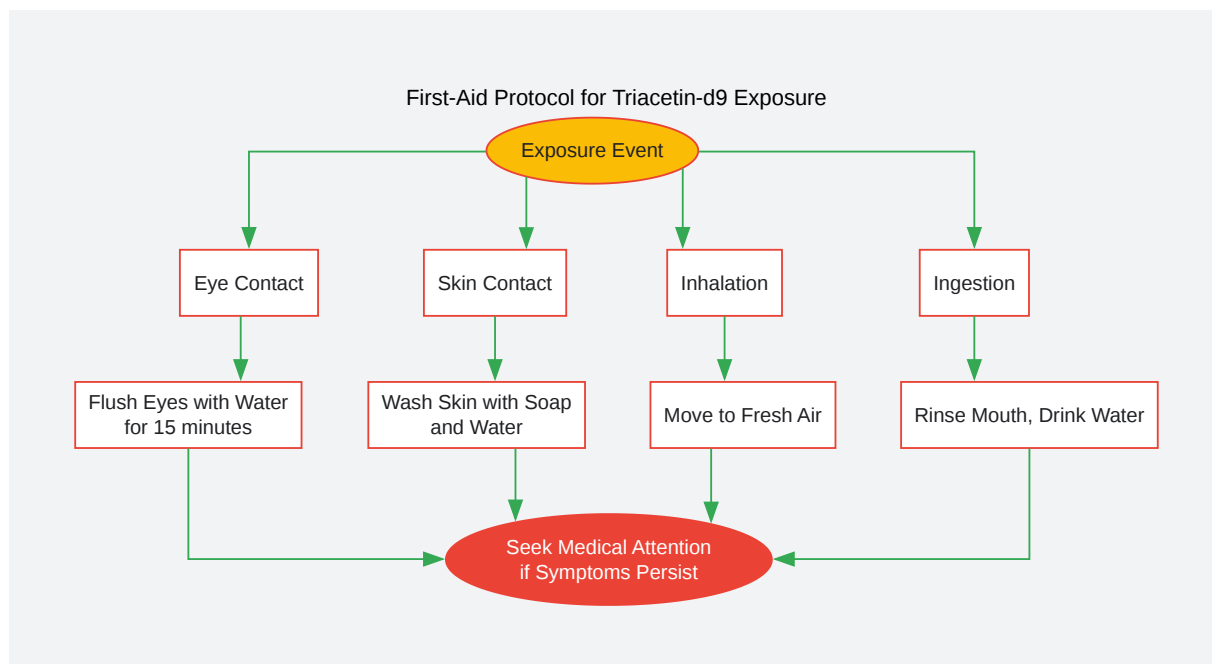 First-Aid Protocol for Triacetin-d9 Exposure
Exposure Event
Eye Contact
Skin Contact
Inhalation
Ingestion
Flush Eyes with Water
for 15 minutes
Wash Skin with Soap
and Water
Move to Fresh Air
Rinse Mouth, Drink Water
Seek Medical Attention
if Symptoms Persist